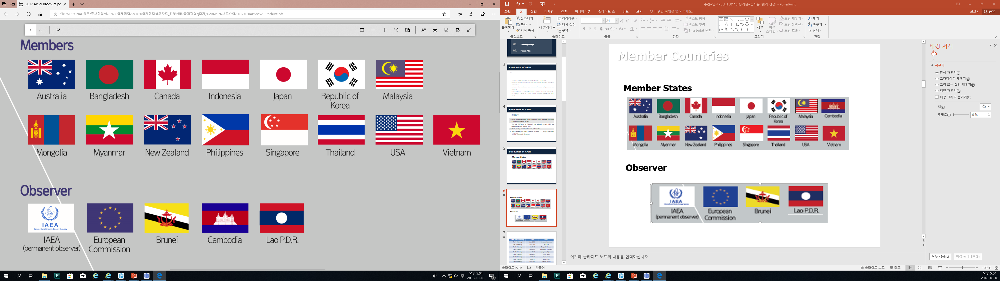 2017 APSN Brochure.pc
file:///D:/KINAC업무/홍보협력실/2.%20국제협력/99.%20국제협력참고자료_진영선배/국제협력/[다자]%20APSN/브로슈어/2017%20APSN%20Brochure.pdf
1 /2
Members
Australia Bangladesh Canada Indonesia Japan Republic of Korea Malaysia
Mongolia Myanmar New Zealand Philippines Singapore Thailand USA Vietnam
Observer
IAEA
International Atomic Energy Agency
IAEA (permanent observer) European Commission Brunei Cambodia Lao P.D.R.
오후 5:04
2018-10-10
주간+연구+ppt_150115_용기원+김지운 [읽기 전용] - PowerPoint
파일 홈 삽입 디자인 전환 애니메이션 슬라이드 쇼 검토 보기 수행할 작업을 알려 주세요. 로그인 공유
붙여넣기 잘라내기 복사 서식 복사
클립보드
새 슬라이드 레이아웃 다시 설정 구역
슬라이드
24
글꼴
텍스트 방향 텍스트 맞춤 SmartArt로 변환
단락
정렬 빠른 스타일 도형 채우기 도형 윤곽선 도형 효과
그리기
찾기 바꾸기 선택
편집
03. Working Group
04. Future Plan
3
Introduction of APSN
4
Introduction of APSN
History
5
Introduction of APSN
Member States
6
Member States
Observer
7
APSN Annual Meeting Time Venue
Member Countries
Member States
Australia Bangladesh Canada Indonesia Japan Republic of Korea Malaysia Cambodia
Mongolia Myanmar New Zealand Philippines Singapore Thailand USA Vietnam
Observer
IAEA
IAEA (permanent observer) European Commission Brunei Lao P.D.R.
배경 서식
채우기
단색 채우기(S)
그라데이션 채우기(G)
그림 또는 질감 채우기(P)
패턴 채우기(A)
배경 그래픽 숨기기(H)
색(C)
투명도(T) 0 %
모두 적용(L) 배경 원래대로(B)
여기에 슬라이드 노트의 내용을 입력하십시오
슬라이드 6/26 한국어 슬라이드 노트 메모 109 %
오후 5:04
2018-10-10